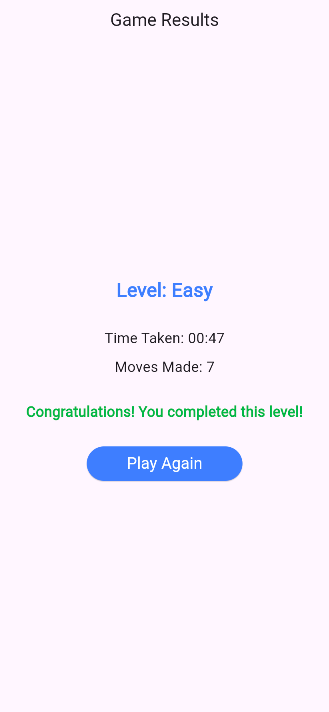 Game Results
Level: Easy
Time Taken: 00:47
Moves Made: 7
Congratulations! You completed this level!
Play Again